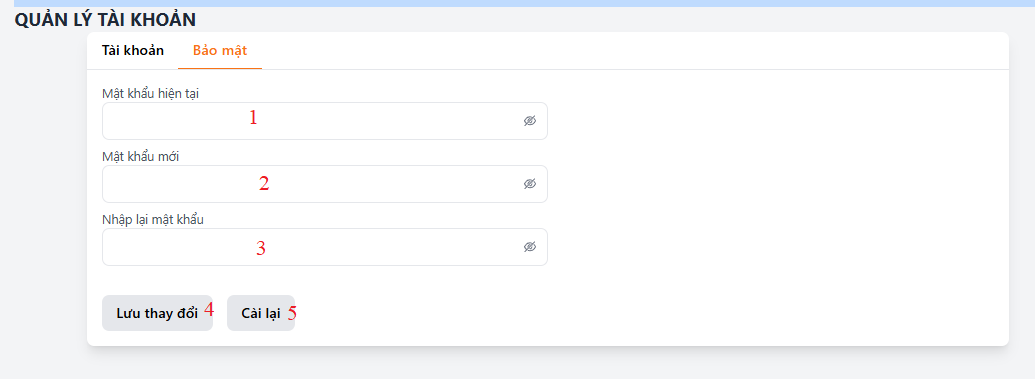 QUẢN LÝ TÀI KHOẢN
Tài khoản Bảo mật
Mật khẩu hiện tại
1
Mật khẩu mới
2
Nhập lại mật khẩu
3
Lưu thay đổi 4 Cài lại 5